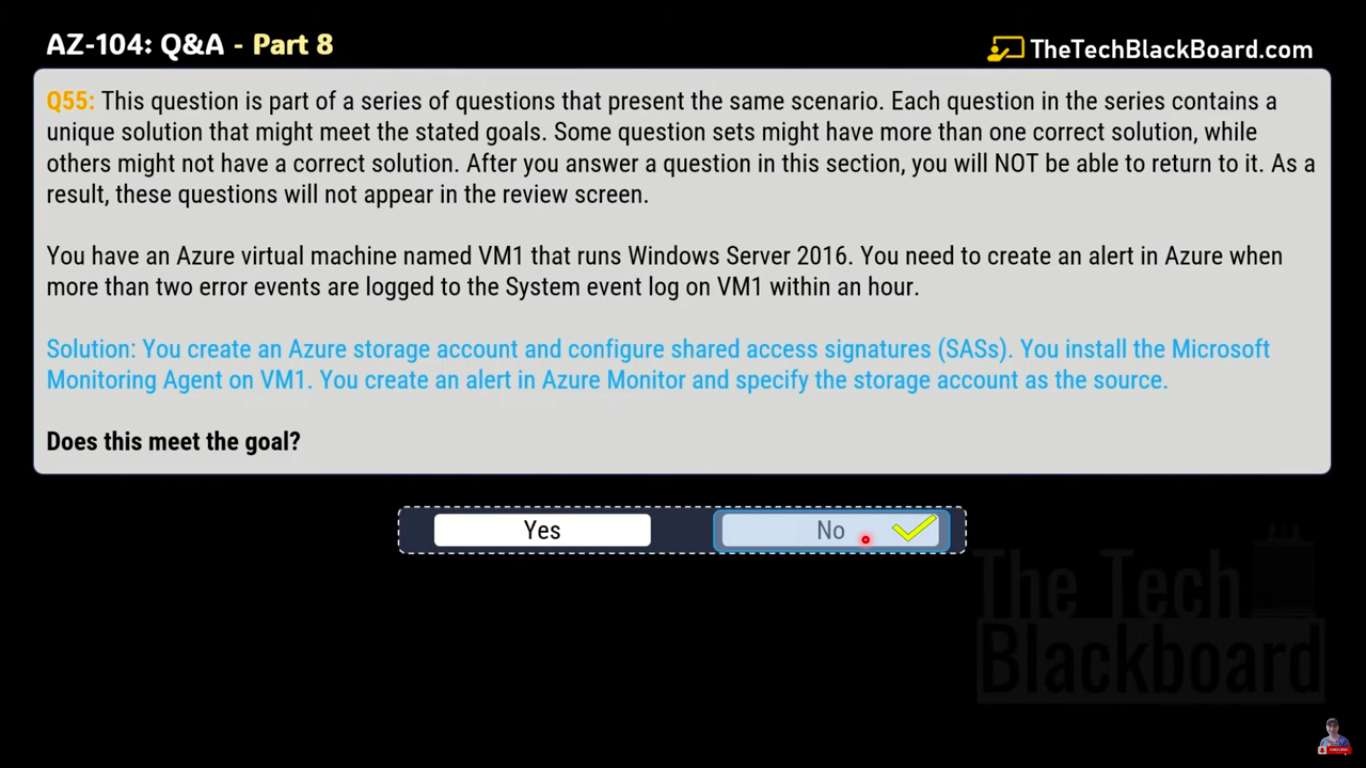 AZ-104: Q&A - Part 8
TheTechBlackBoard.com
Q55: This question is part of a series of questions that present the same scenario. Each question in the series contains a
unique solution that might meet the stated goals. Some question sets might have more than one correct solution, while
others might not have a correct solution. After you answer a question in this section, you will NOT be able to return to it. As a
result, these questions will not appear in the review screen.
You have an Azure virtual machine named VM1 that runs Windows Server 2016. You need to create an alert in Azure when
more than two error events are logged to the System event log on VM1 within an hour.
Solution: You create an Azure storage account and configure shared access signatures (SASs). You install the Microsoft
Monitoring Agent on VM1. You create an alert in Azure Monitor and specify the storage account as the source.
Does this meet the goal?
Yes
No
The Tech
Blackboard